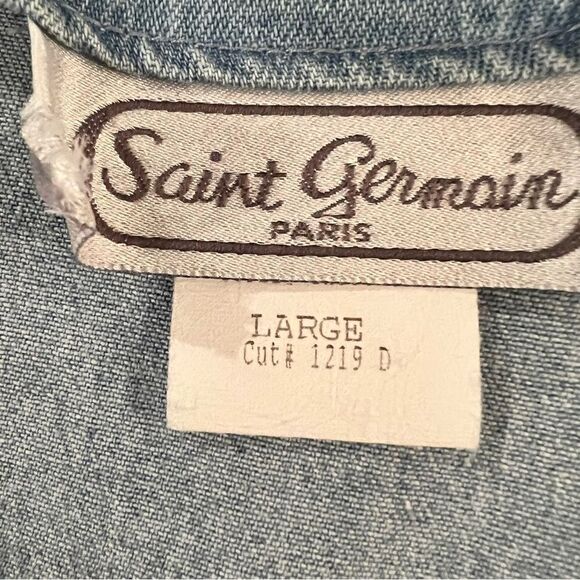 Saint Germain
PARIS
LARGE
Cut# 1219 D